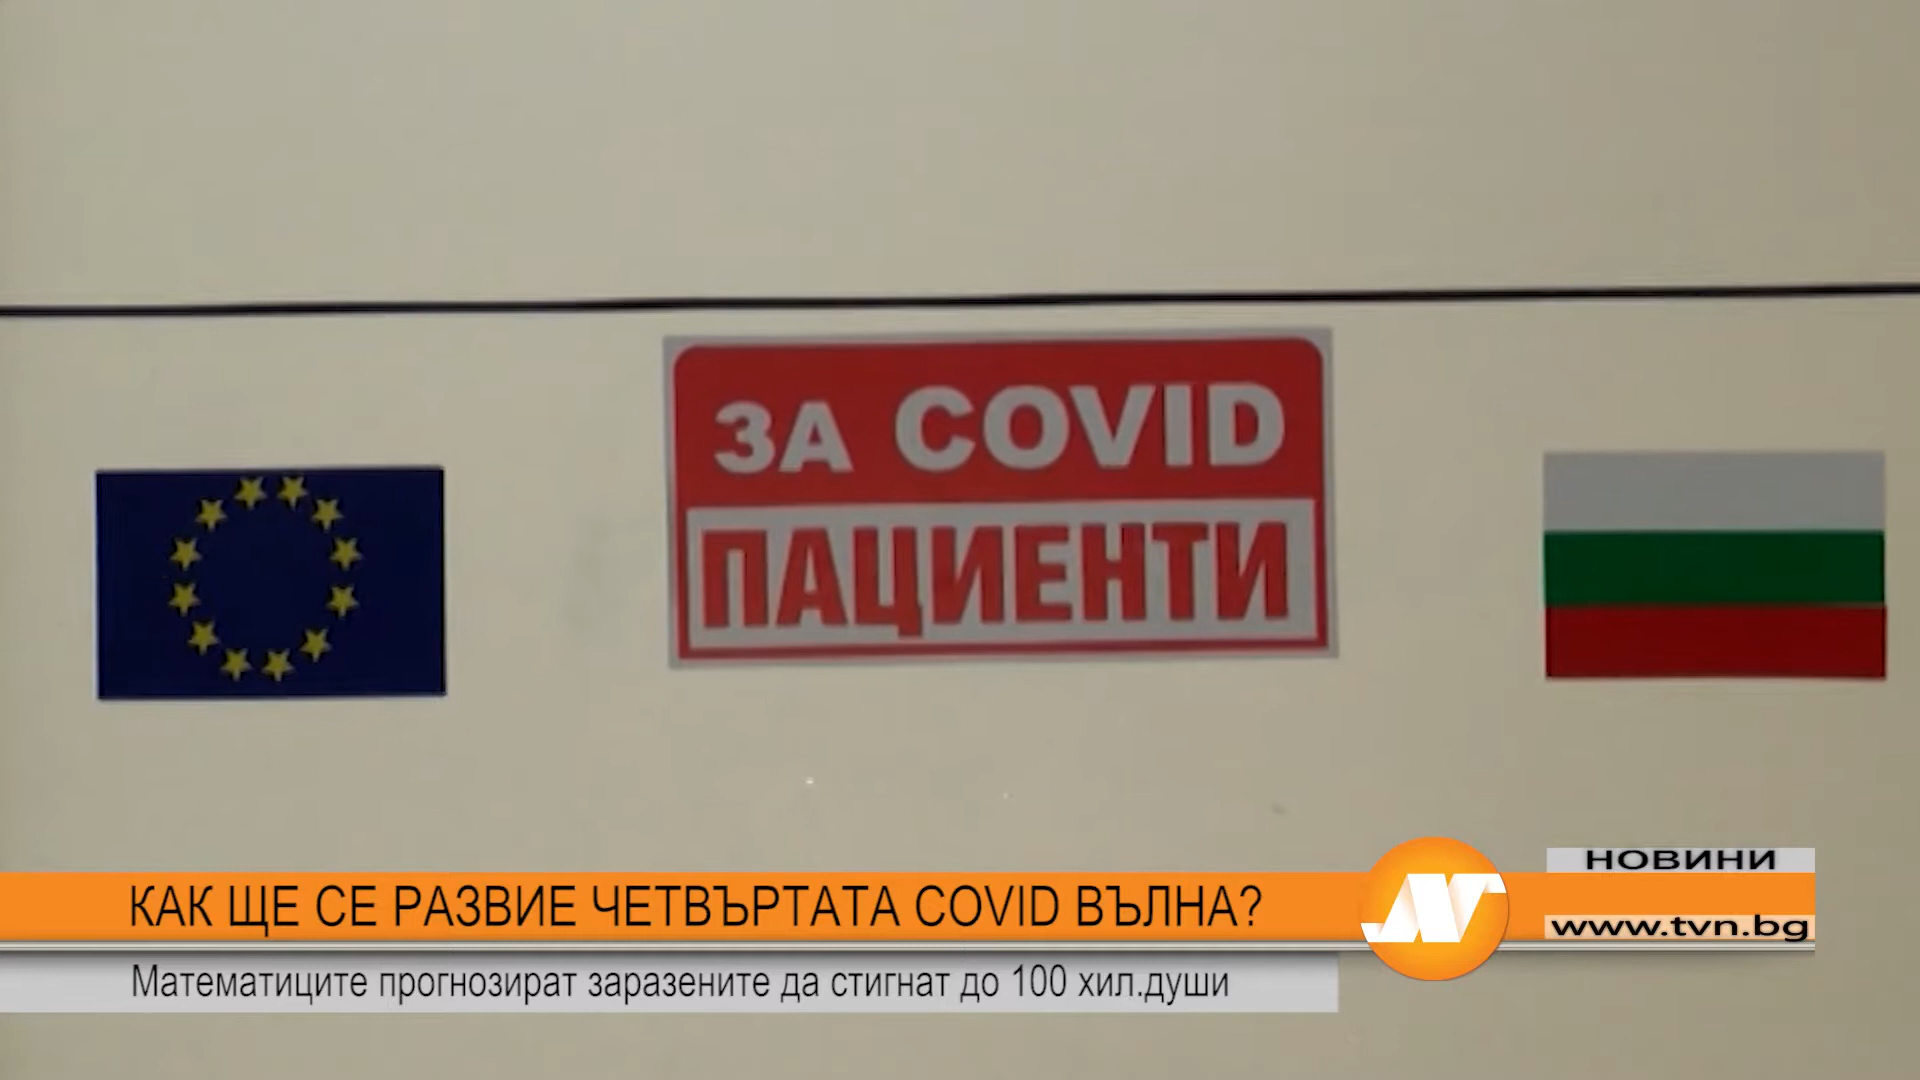 ЗА COVID
ПАЦИЕНТИ
НОВИНИ
КАК ЩЕ СЕ РАЗВИЕ ЧЕТВЪРТАТА COVID ВЪЛНА?
www.tvn.bg
Математиците прогнозират заразените да стигнат до 100 хил.души